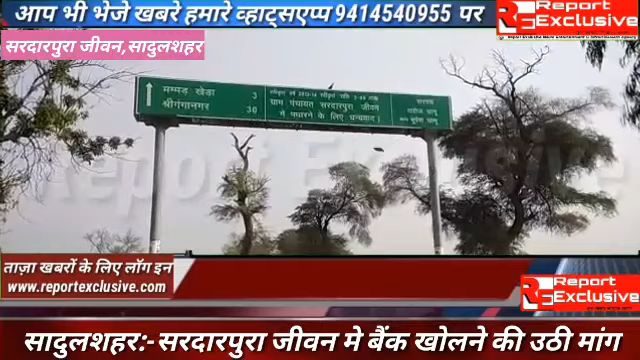 आप भी भेजे खबरे हमारे व्हाट्सएप्प 9414540955 पर
Report
Exclusive
सरदारपुरा जीवन,सादुलशहर
मम्मड़ खेड़ा 3
श्रीगंगानगर 30
ग्राम पंचायत सरदारपुरा जीवन
में पधारने के लिए धन्यवाद।
सरपंच
Report Exclusive
ताज़ा खबरों के लिए लॉग इन
www.reportexclusive.com
Report
Exclusive
सादुलशहर:-सरदारपुरा जीवन मे बैंक खोलने की उठी मांग